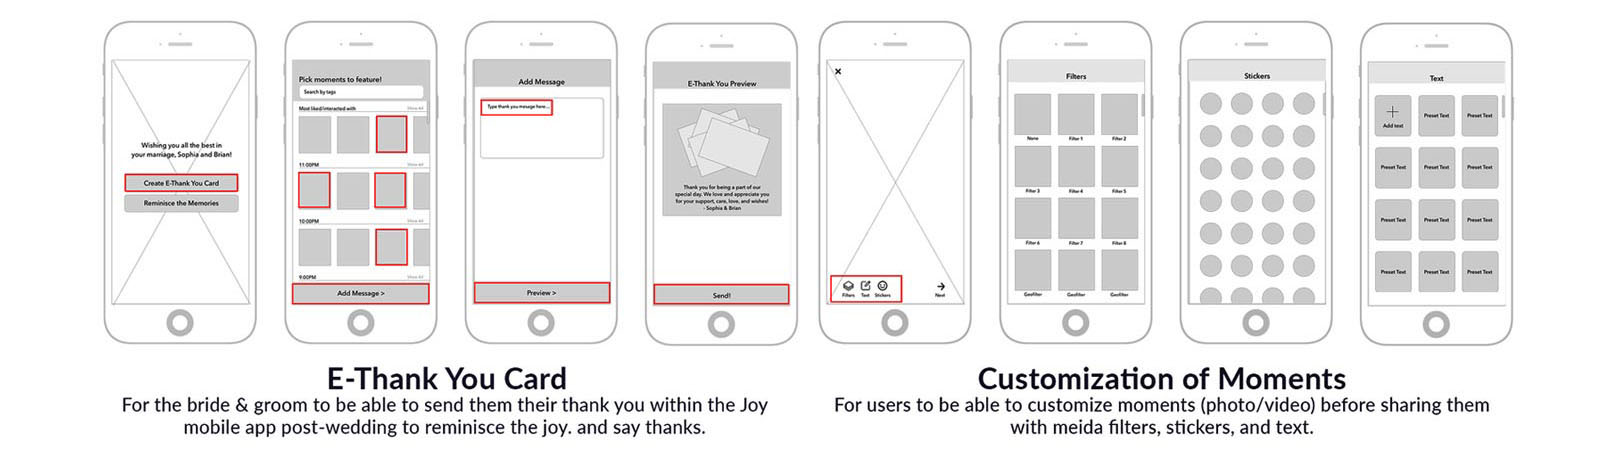 Wishing you all the best in
your marriage, Sophia and Brian!
Create E-Thank You Card
Reminisce the Memories
Pick moments to feature!
Search by tags
Most liked/interacted with
Show All
11:00PM
Show All
10:00PM
Show All
9:00PM
Show All
Add Message >
Add Message
Type thank you message here...
Preview >
E-Thank You Preview
Thank you for being a part of our
special day. We love and appreciate you
for your support, care, love, and wishes!
- Sophia & Brian
Send!
Filters
Text
Stickers
Next
Filters
None
Filter 1
Filter 2
Filter 3
Filter 4
Filter 5
Filter 6
Filter 7
Filter 8
Geofilter
Geofilter
Geofilter
Stickers
Text
Add text
Preset Text
Preset Text
Preset Text
Preset Text
Preset Text
Preset Text
Preset Text
Preset Text
Preset Text
Preset Text
Preset Text
E-Thank You Card
For the bride & groom to be able to send them their thank you within the Joy
mobile app post-wedding to reminisce the joy. and say thanks.
Customization of Moments
For users to be able to customize moments (photo/video) before sharing them
with meida filters, stickers, and text.